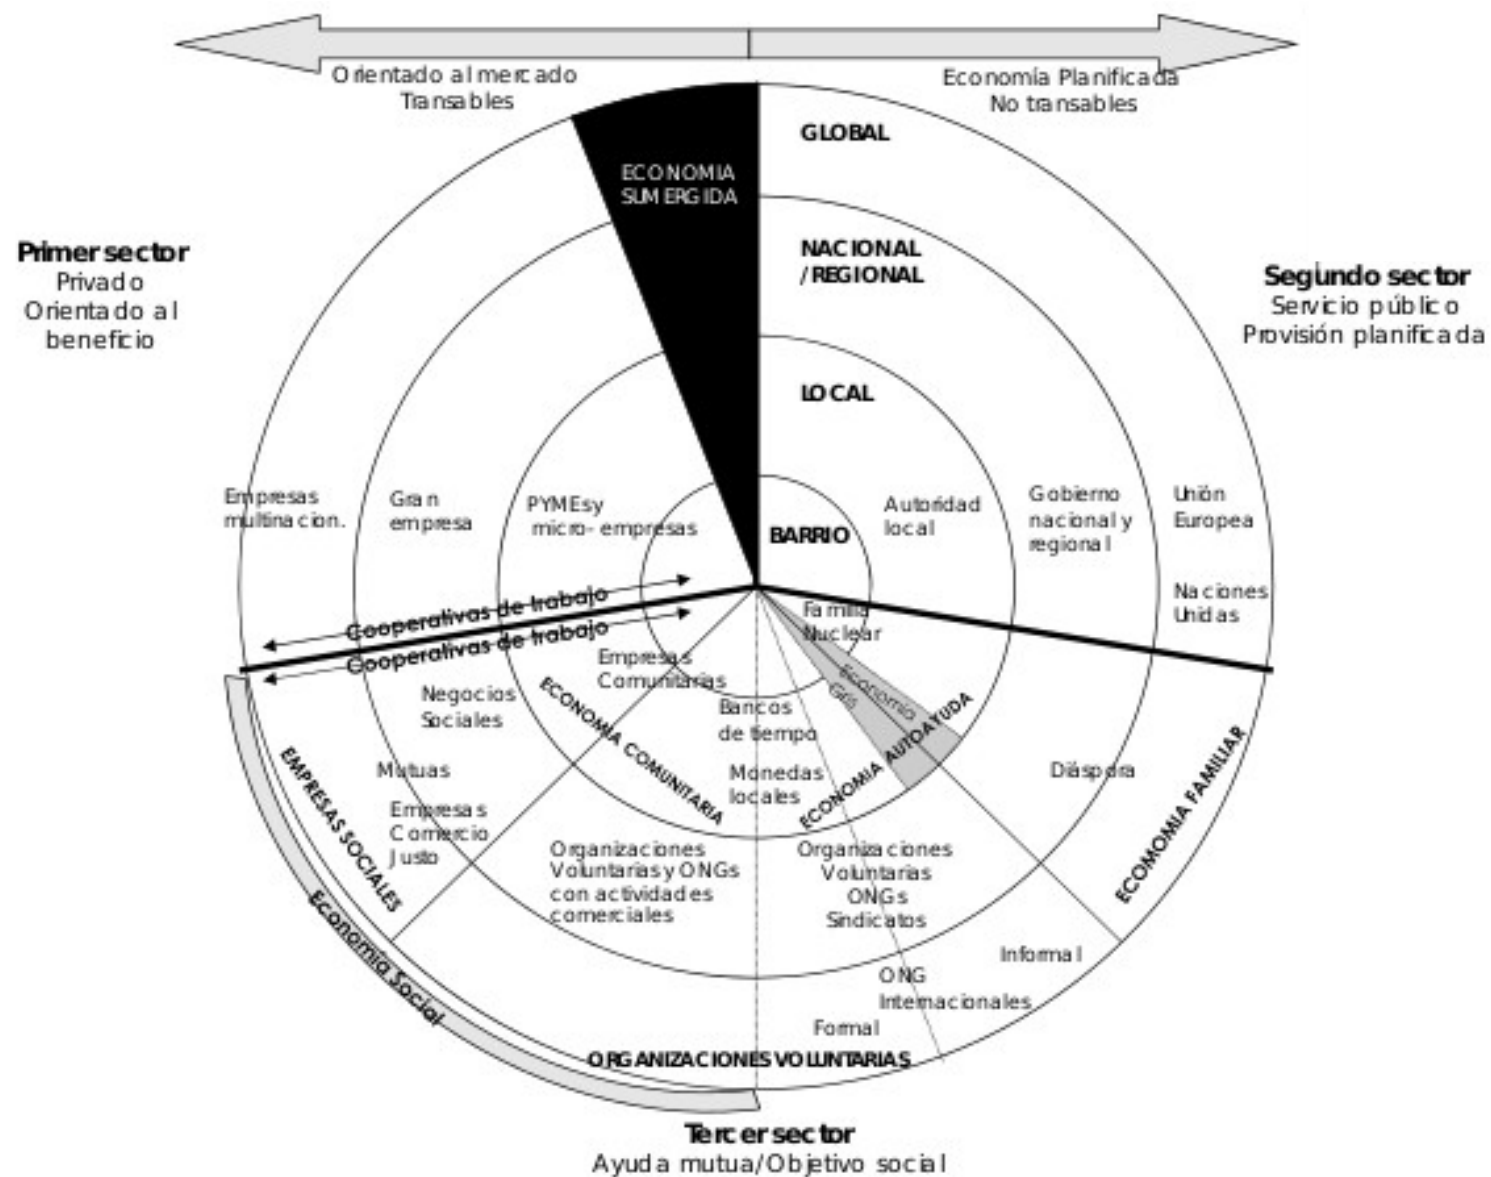 Orientado al mercado
Transables
Economía Planificada
No transables
GLOBAL
ECONOMIA
SUMERGIDA
NACIONAL
/REGIONAL
Primer sector
Privado
Orientado al
beneficio
Segundo sector
Servicio público
Provisión planificada
LOCAL
Empresas
multinacion.
Gran
empresa
PYMEs y
micro- empresas
BARRIO
Autoridad
local
Gobierno
nacional y
regional
Unión
Europea
Naciones
Unidas
Cooperativas de trabajo
Cooperativas de trabajo
Familia
Nuclear
Economía
Gris
Empresas
Comunitarias
Negocios
Sociales
Bancos
de tiempo
Monedas
locales
ECONOMIA COMUNITARIA
ECONOMIA AUTOAYUDA
Mutuas
Empresas
Comercio
Justo
EMPRESAS SOCIALES
Diáspora
ECOMOMIA FAMILIAR
Organizaciones
Voluntarias y ONGs
con actividades
comerciales
Organizaciones
Voluntarias
ONGs
Sindicatos
Economía Social
Informal
ONG
Internacionales
Formal
ORGANIZACIONES VOLUNTARIAS
Tercer sector
Ayuda mutua/Objetivo social